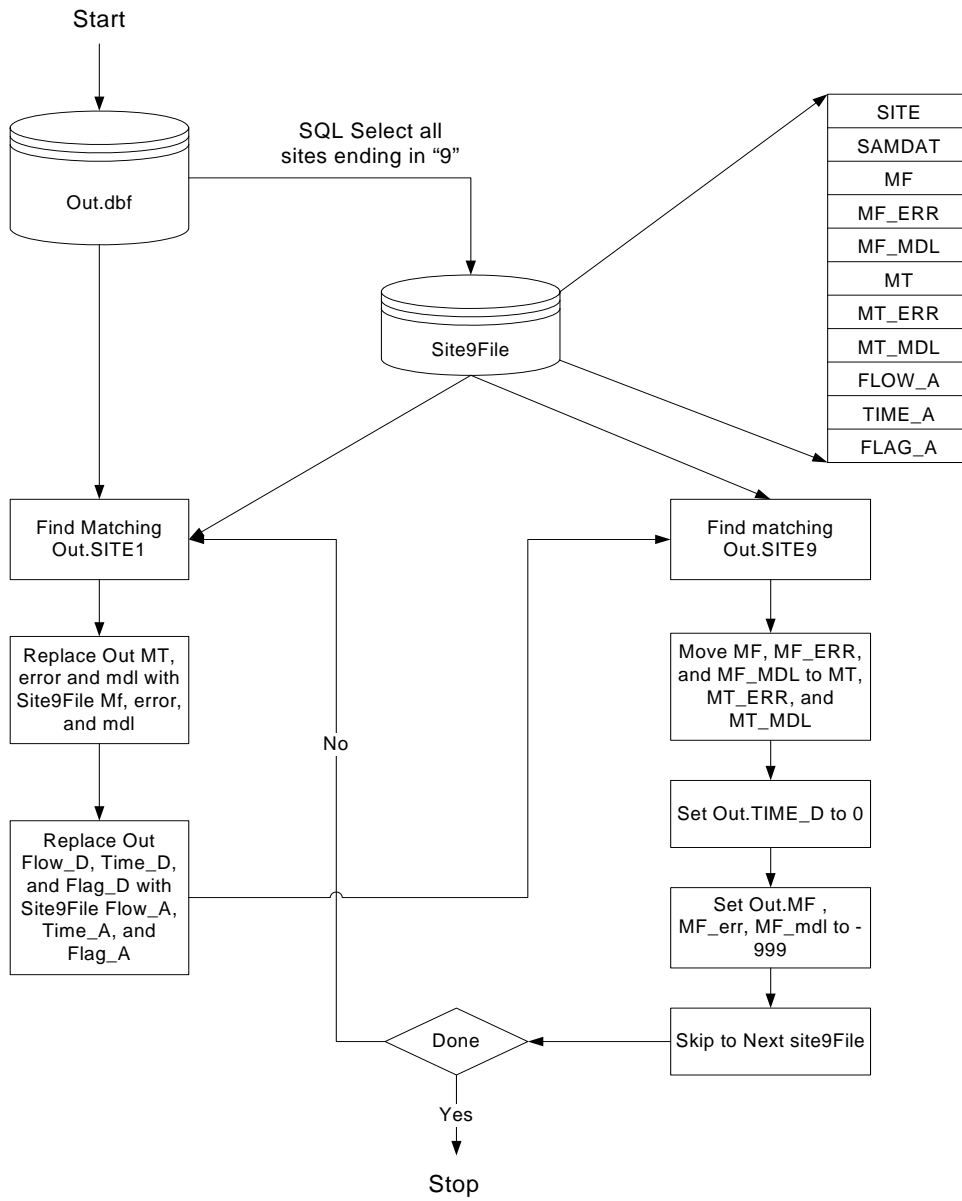 Start
SQL Select all
sites ending in “9”
Out.dbf
Site9File
SITE
SAMDAT
MF
MF_ERR
MF_MDL
MT
MT_ERR
MT_MDL
FLOW_A
TIME_A
FLAG_A
Find Matching
Out.SITE1
Replace Out MT,
error and mdl with
Site9File Mf, error,
and mdl
Replace Out
Flow_D, Time_D,
and Flag_D with
Site9File Flow_A,
Time_A, and
Flag_A
Find matching
Out.SITE9
Move MF, MF_ERR,
and MF_MDL to MT,
MT_ERR, and
MT_MDL
Set Out.TIME_D to 0
Set Out.MF ,
MF_err, MF_mdl to -
999
Skip to Next site9File
Done
No
Yes
Stop